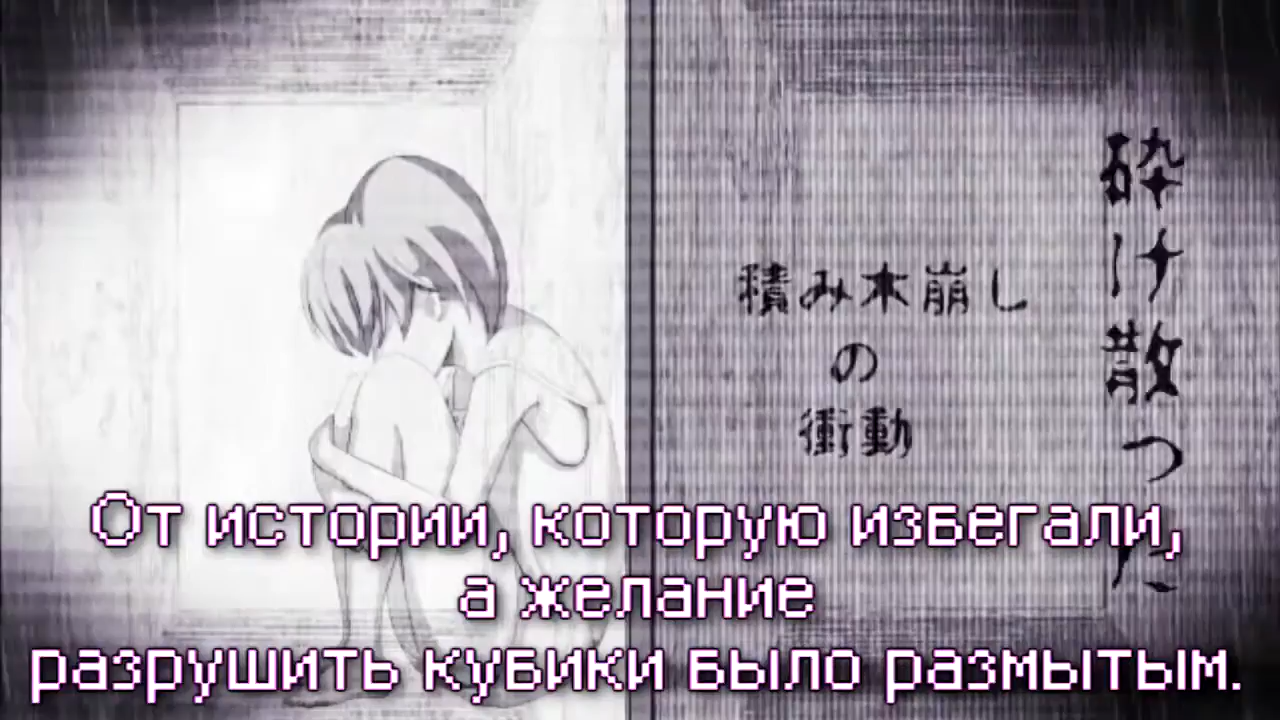 砕け散った
積み木崩し
の
衝動
От истории, которую избегали,
а желание
разрушить кубики было размытым.